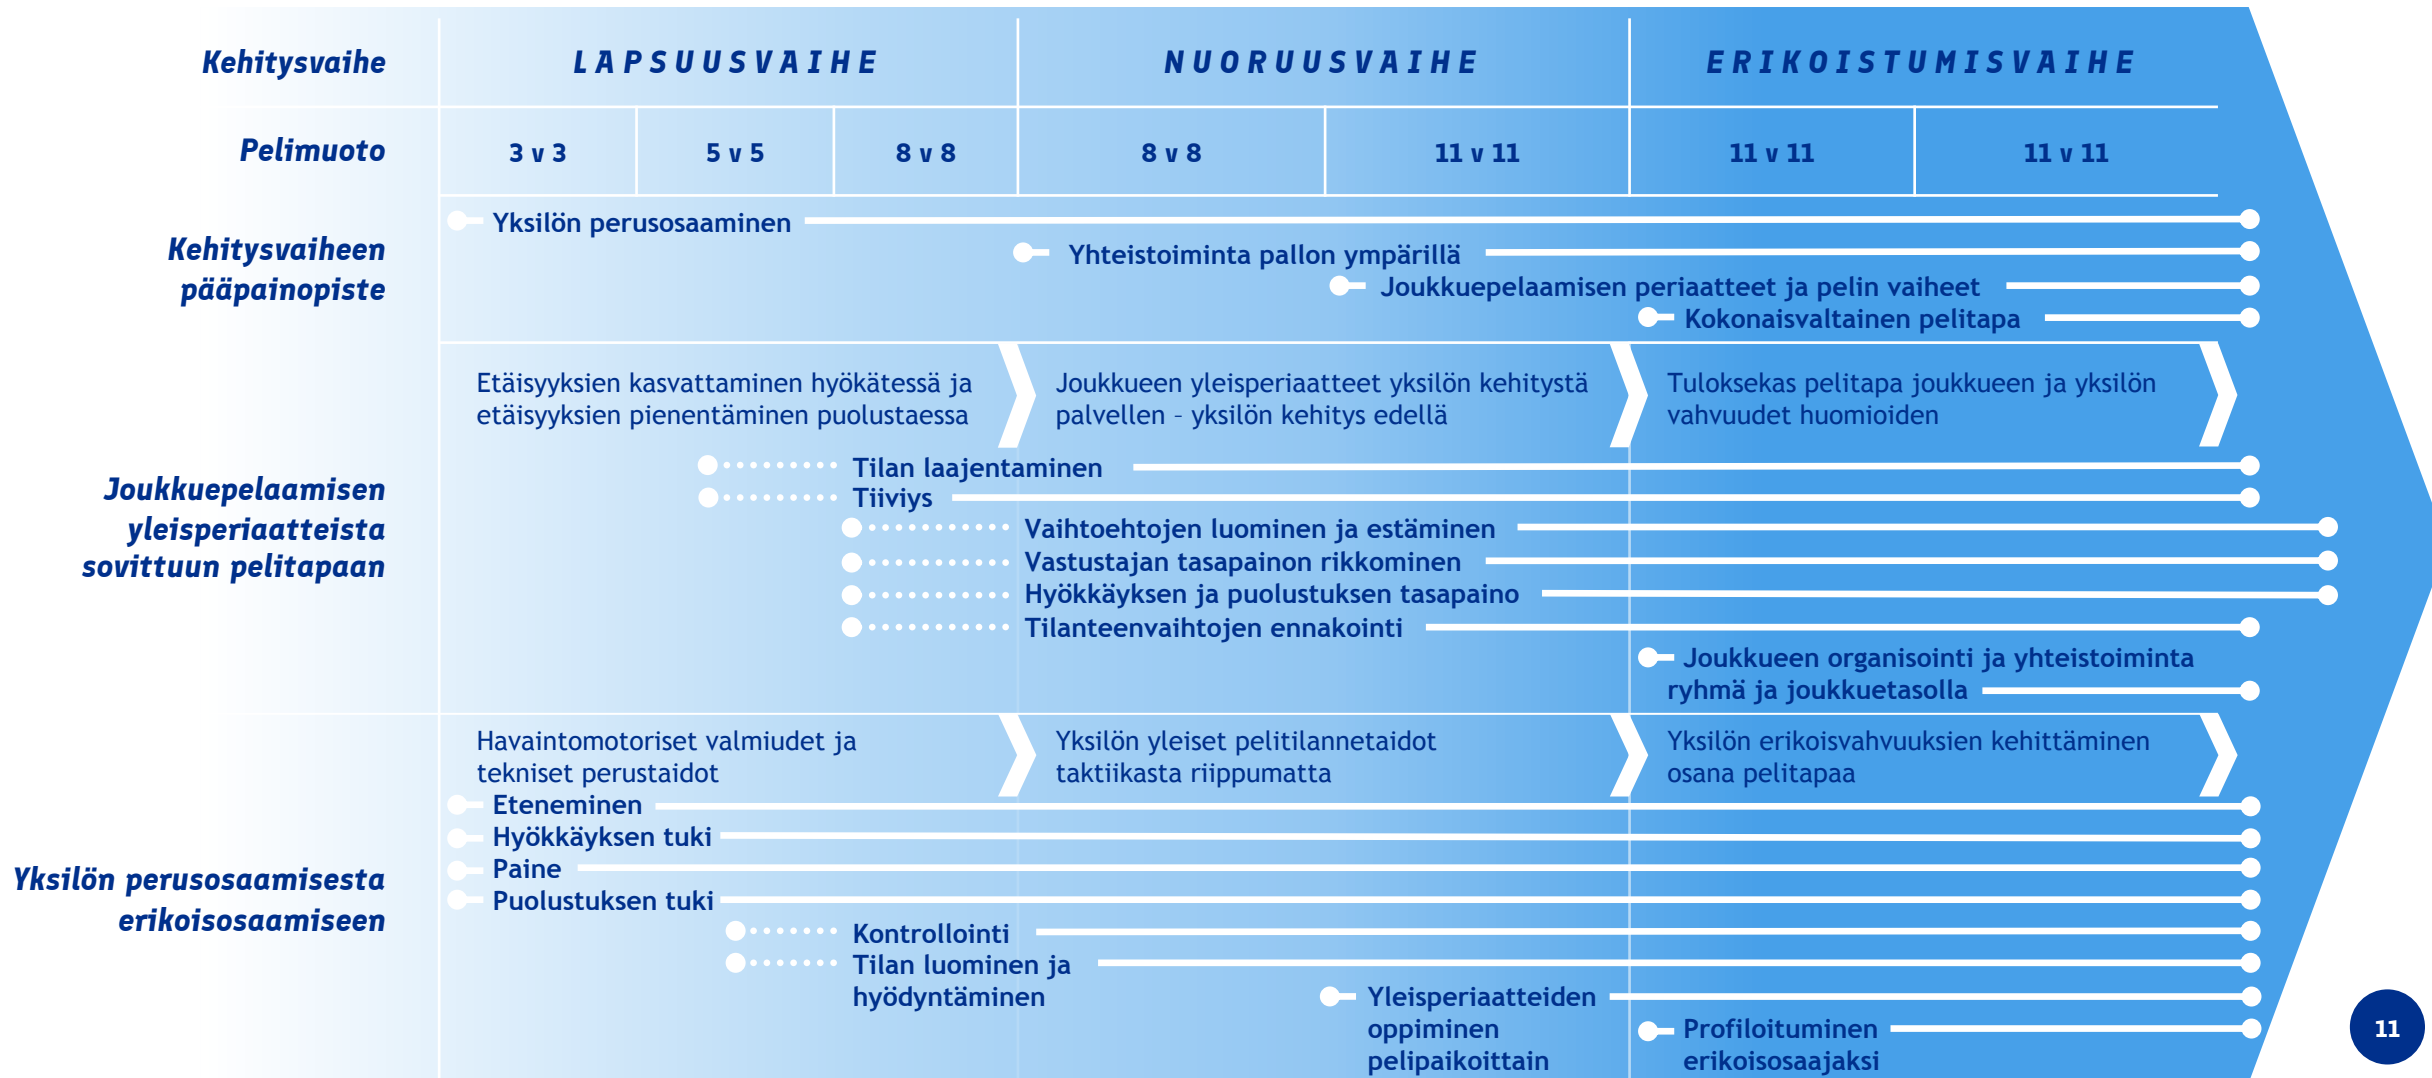 Kehitysvaihe
LAPSUUSVAIHE
NUORUUSVAIHE
ERIKOISTUMISVAIHE
Pelimuoto
3 v 3
5 v 5
8 v 8
8 v 8
11 v 11
11 v 11
11 v 11
Kehitysvaiheen
pääpainopiste
Yksilön perusosaaminen
Yhteistoiminta pallon ympärillä
Joukkuepelaamisen periaatteet ja pelin vaiheet
Kokonaisvaltainen pelitapa
Joukkuepelaamisen
yleisperiaatteista
sovittuun pelitapaan
Etäisyyksien kasvattaminen hyökätessä ja
etäisyyksien pienentäminen puolustaessa
Joukkueen yleisperiaatteet yksilön kehitystä
palvellen – yksilön kehitys edellä
Tuloksekas pelitapa joukkueen ja yksilön
vahvuudet huomioiden
Tilan laajentaminen
Tiiviys
Vaihtoehtojen luominen ja estäminen
Vastustajan tasapainon rikkominen
Hyökkäyksen ja puolustuksen tasapaino
Tilanteenvaihtojen ennakointi
Joukkueen organisointi ja yhteistoiminta
ryhmä ja joukkuetasolla
Yksilön perusosaamisesta
erikoisosaamiseen
Havaintomotoriset valmiudet ja
tekniset perustaidot
Yksilön yleiset pelitilannetaidot
taktiikasta riippumatta
Yksilön erikoisvahvuuksien kehittäminen
osana pelitapaa
Eteneminen
Hyökkäyksen tuki
Paine
Puolustuksen tuki
Kontrollointi
Tilan luominen ja
hyödyntäminen
Yleisperiaatteiden
oppiminen
pelipaikoittain
Profiloituminen
erikoisosaajaksi
11